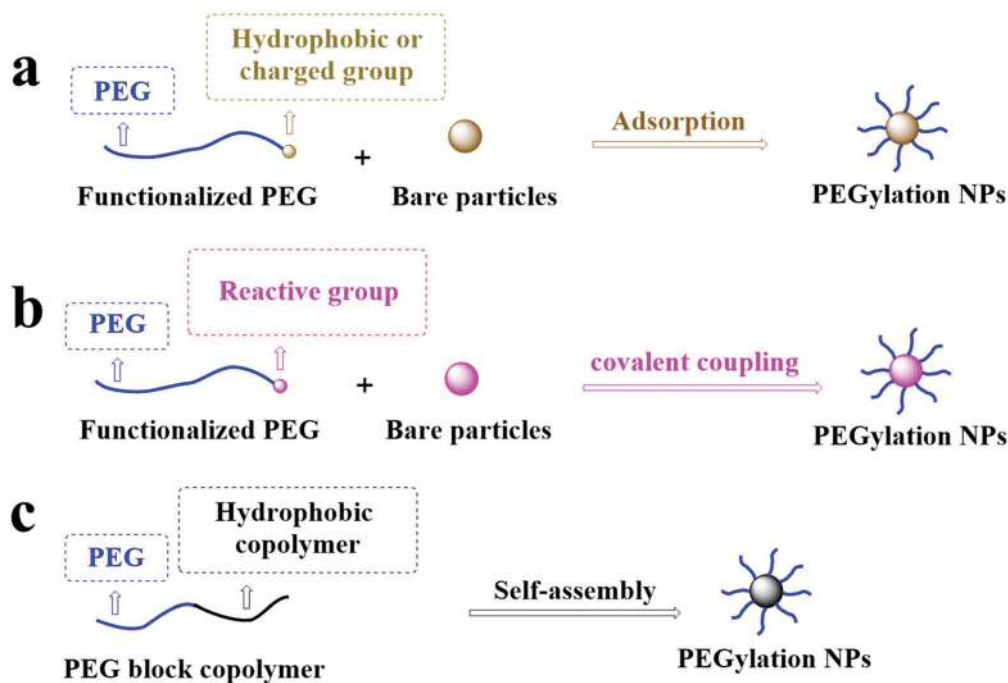 a
Hydrophobic or
charged group
PEG
Adsorption
+
Functionalized PEG
Bare particles
PEGylation NPs
b
Reactive group
PEG
covalent coupling
+
Functionalized PEG
Bare particles
PEGylation NPs
c
Hydrophobic
copolymer
PEG
Self-assembly
PEG block copolymer
PEGylation NPs